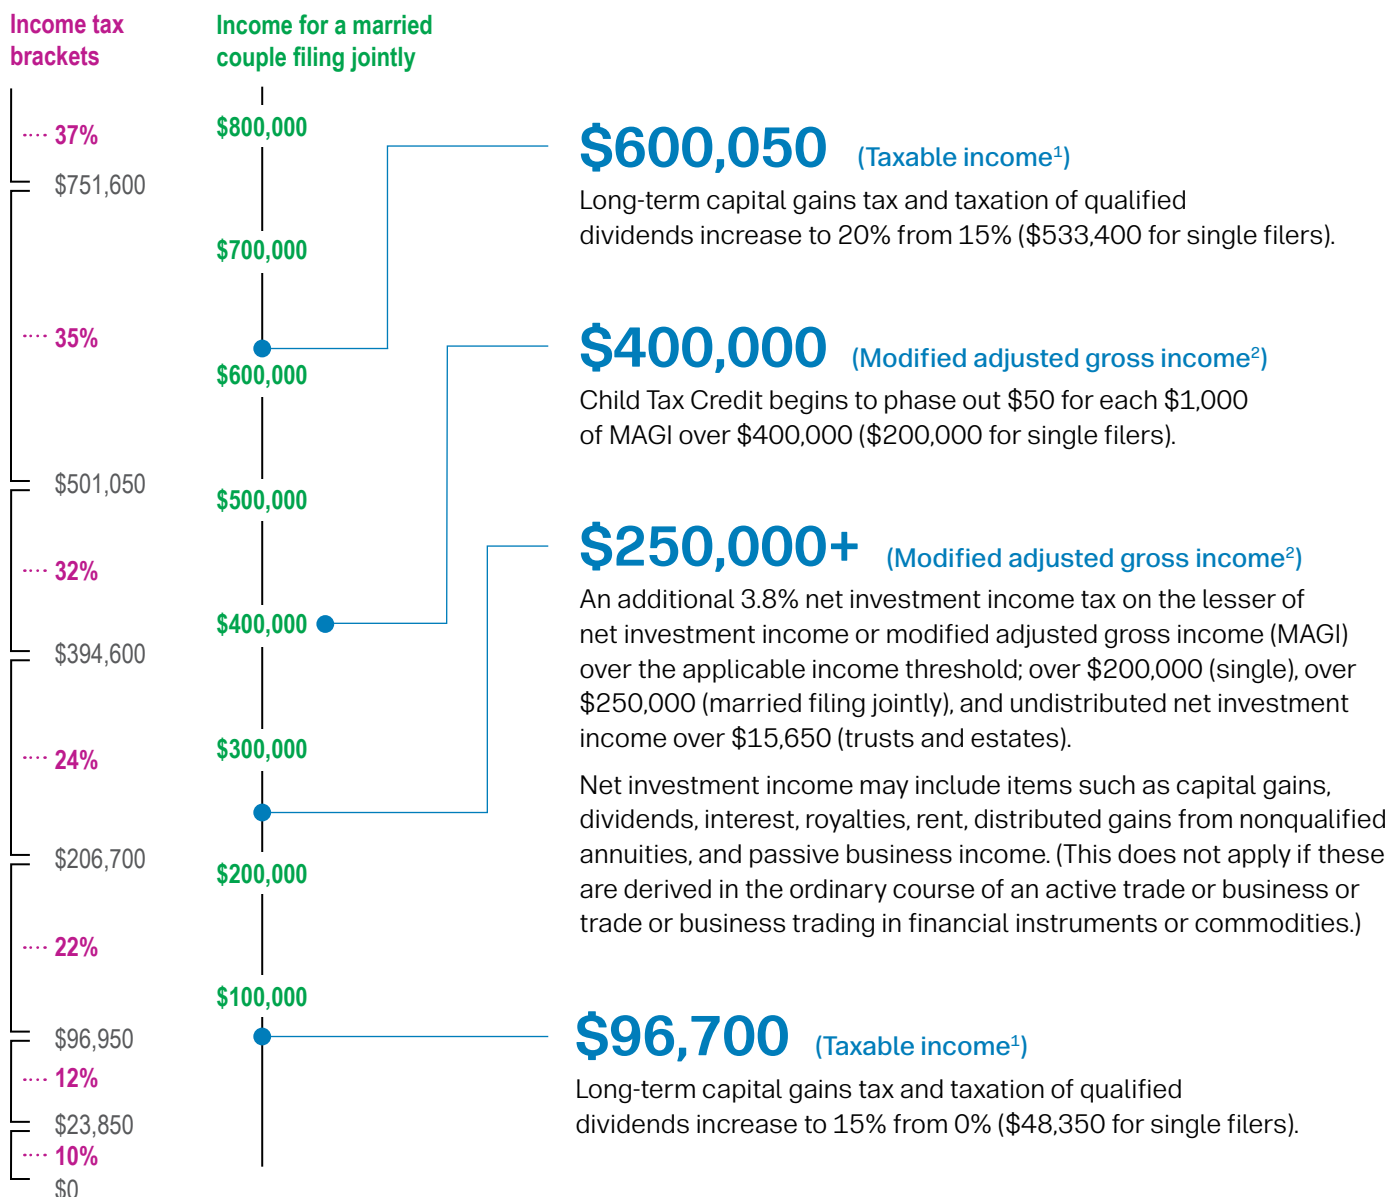 Income tax
brackets
37%
$751,600
35%
$501,050
32%
$394,600
24%
$206,700
22%
$96,950
12%
$23,850
10%
$0
Income for a married
couple filing jointly
$800,000
$700,000
$600,000
$500,000
$400,000
$300,000
$200,000
$100,000
$600,050 (Taxable income¹)
Long-term capital gains tax and taxation of qualified
dividends increase to 20% from 15% ($533,400 for single filers).
$400,000 (Modified adjusted gross income²)
Child Tax Credit begins to phase out $50 for each $1,000
of MAGI over $400,000 ($200,000 for single filers).
$250,000+ (Modified adjusted gross income²)
An additional 3.8% net investment income tax on the lesser of
net investment income or modified adjusted gross income (MAGI)
over the applicable income threshold; over $200,000 (single), over
$250,000 (married filing jointly), and undistributed net investment
income over $15,650 (trusts and estates).
Net investment income may include items such as capital gains,
dividends, interest, royalties, rent, distributed gains from nonqualified
annuities, and passive business income. (This does not apply if these
are derived in the ordinary course of an active trade or business or
trade or business trading in financial instruments or commodities.)
$96,700 (Taxable income¹)
Long-term capital gains tax and taxation of qualified
dividends increase to 15% from 0% ($48,350 for single filers).